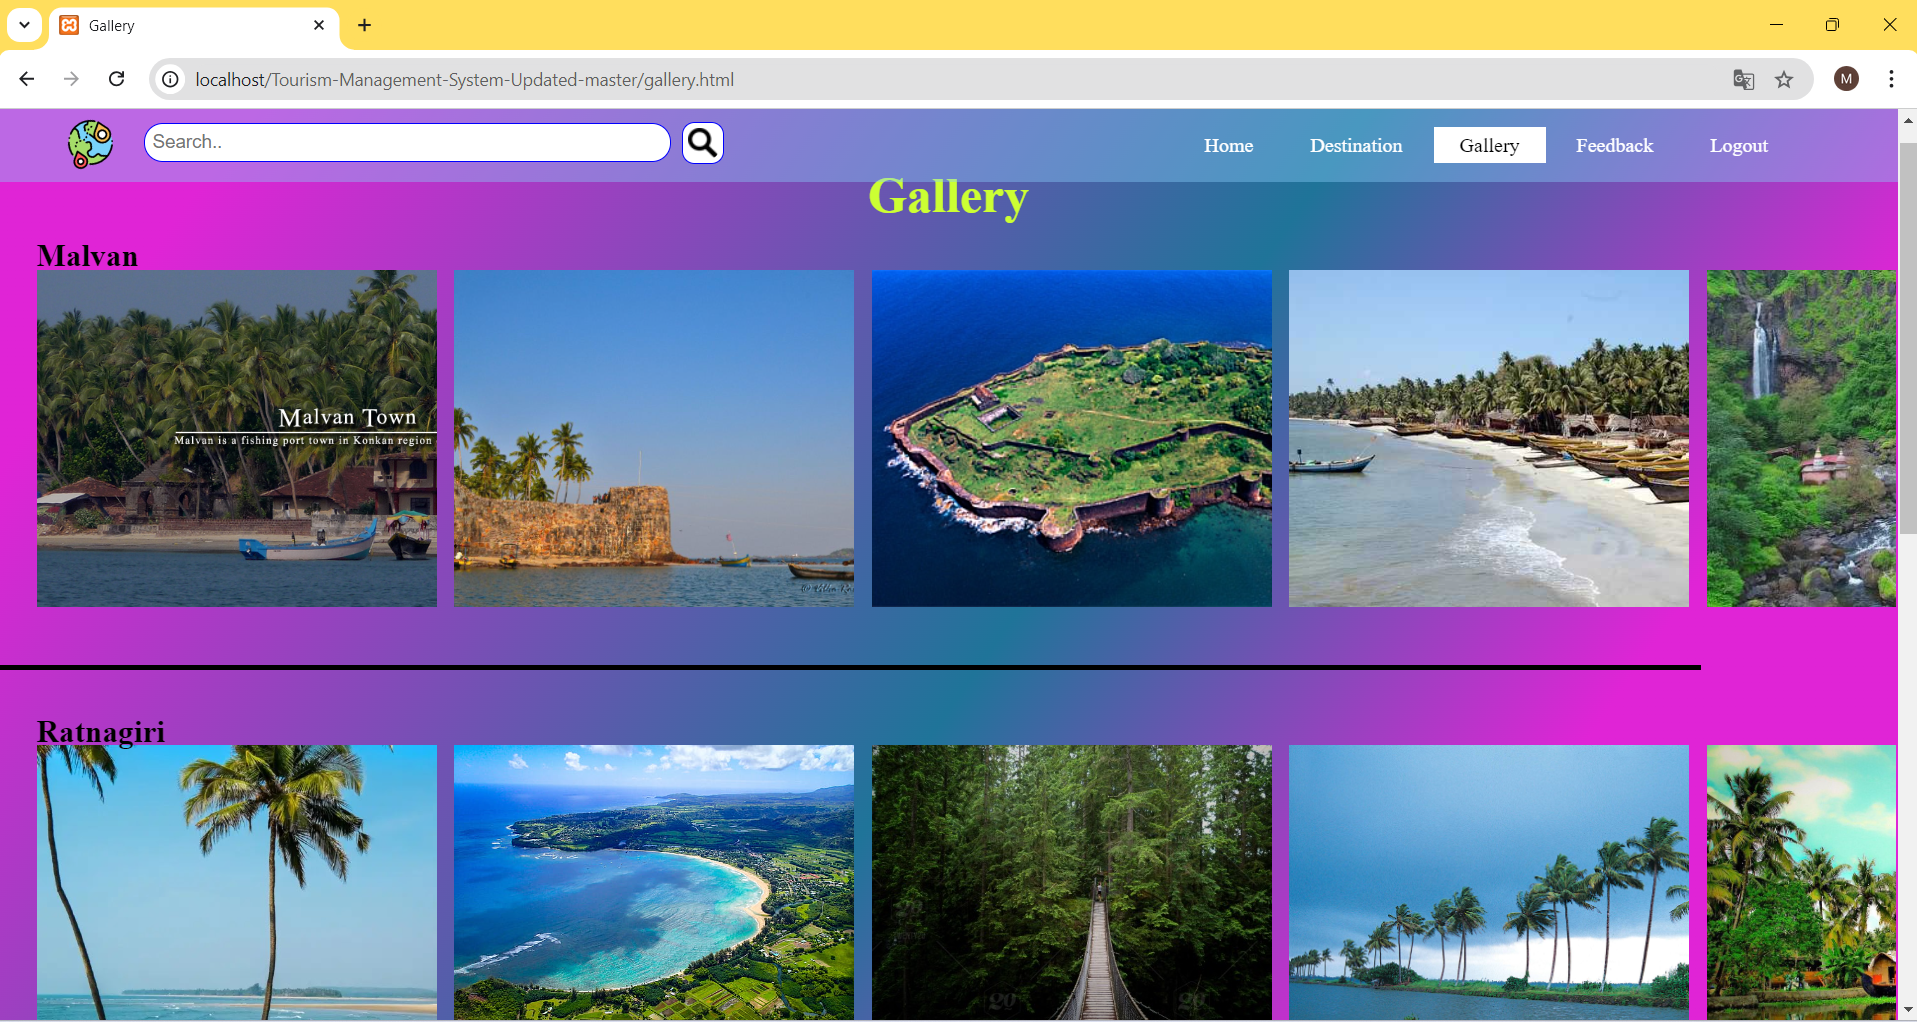 Gallery
localhost/Tourism-Management-System-Updated-master/gallery.html
M
Search..
Home
Destination
Gallery
Feedback
Logout
Gallery
Malvan
Malvan Town
Malvan is a fishing port town in Konkan region
Ratnagiri